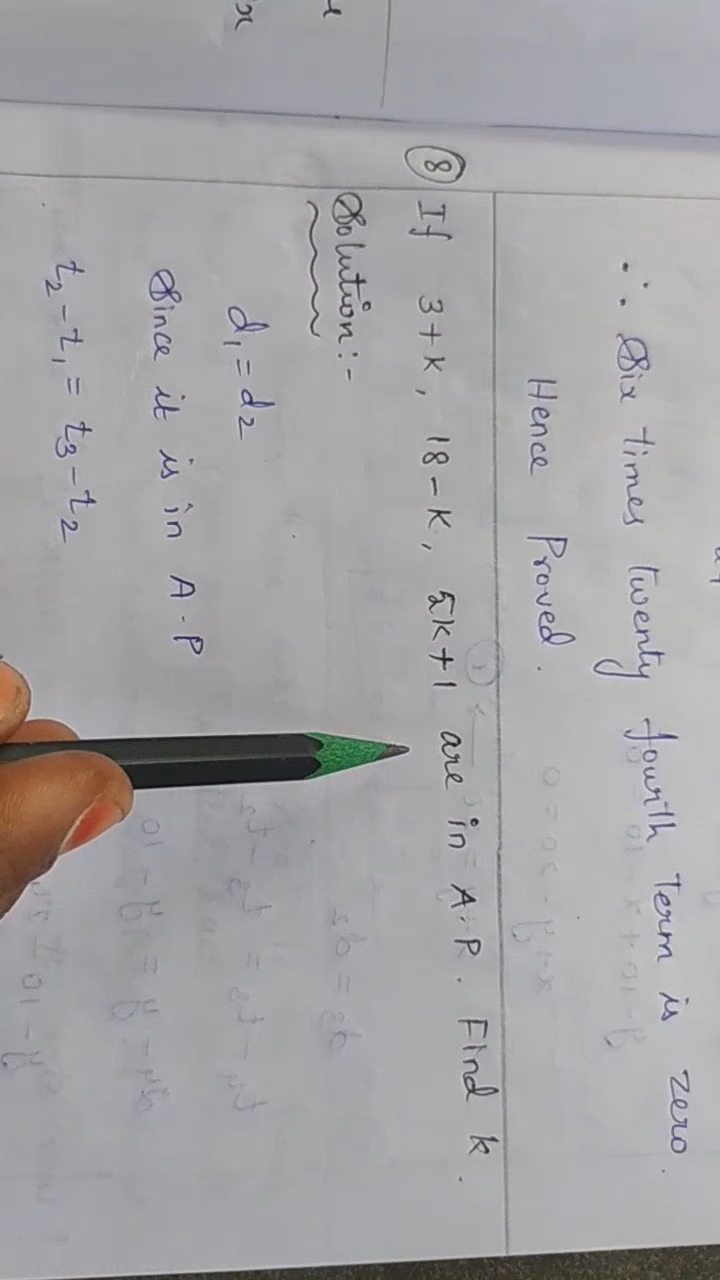 ∴ Six times twenty fourth term is zero.
Hence Proved.
⑧ If 3+K, 18-K, 5K+1 are in A.P. Find k.
Solution:-
d₁ = d₂
Since it is in A.P
t₂ - t₁ = t₃ - t₂